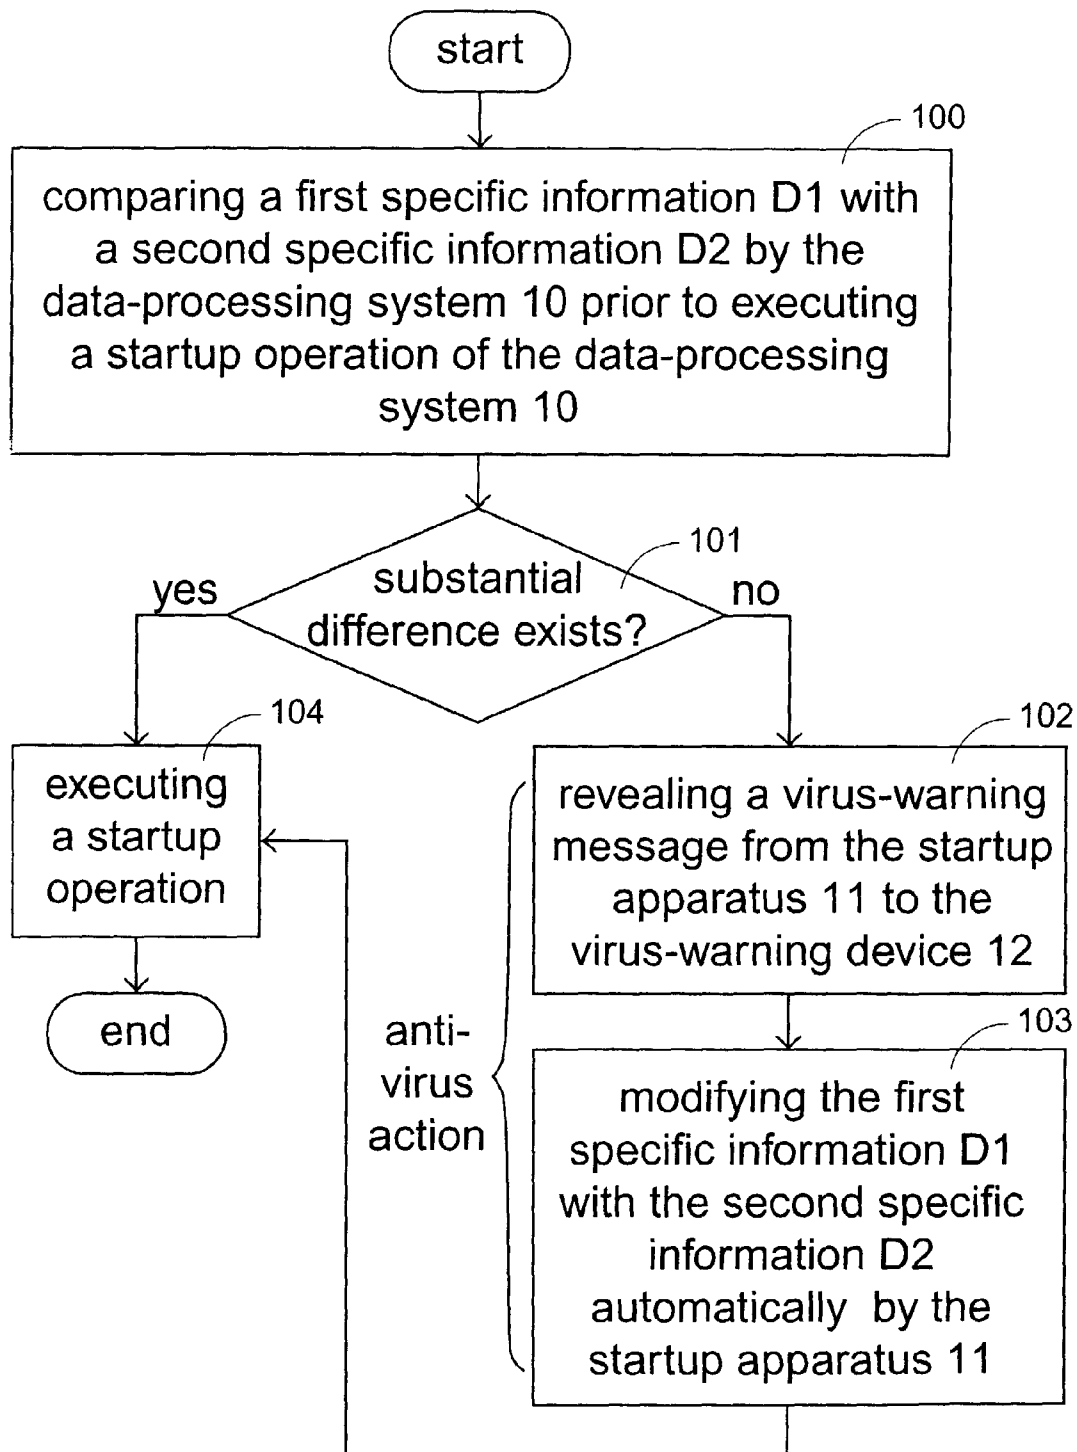 start
100
comparing a first specific information D1 with
a second specific information D2 by the
data-processing system 10 prior to executing
a startup operation of the data-processing
system 10
101
yes
substantial
difference exists?
no
104
executing
a startup
operation
end
102
revealing a virus-warning
message from the startup
apparatus 11 to the
virus-warning device 12
anti-
virus
action
103
modifying the first
specific information D1
with the second specific
information D2
automatically by the
startup apparatus 11